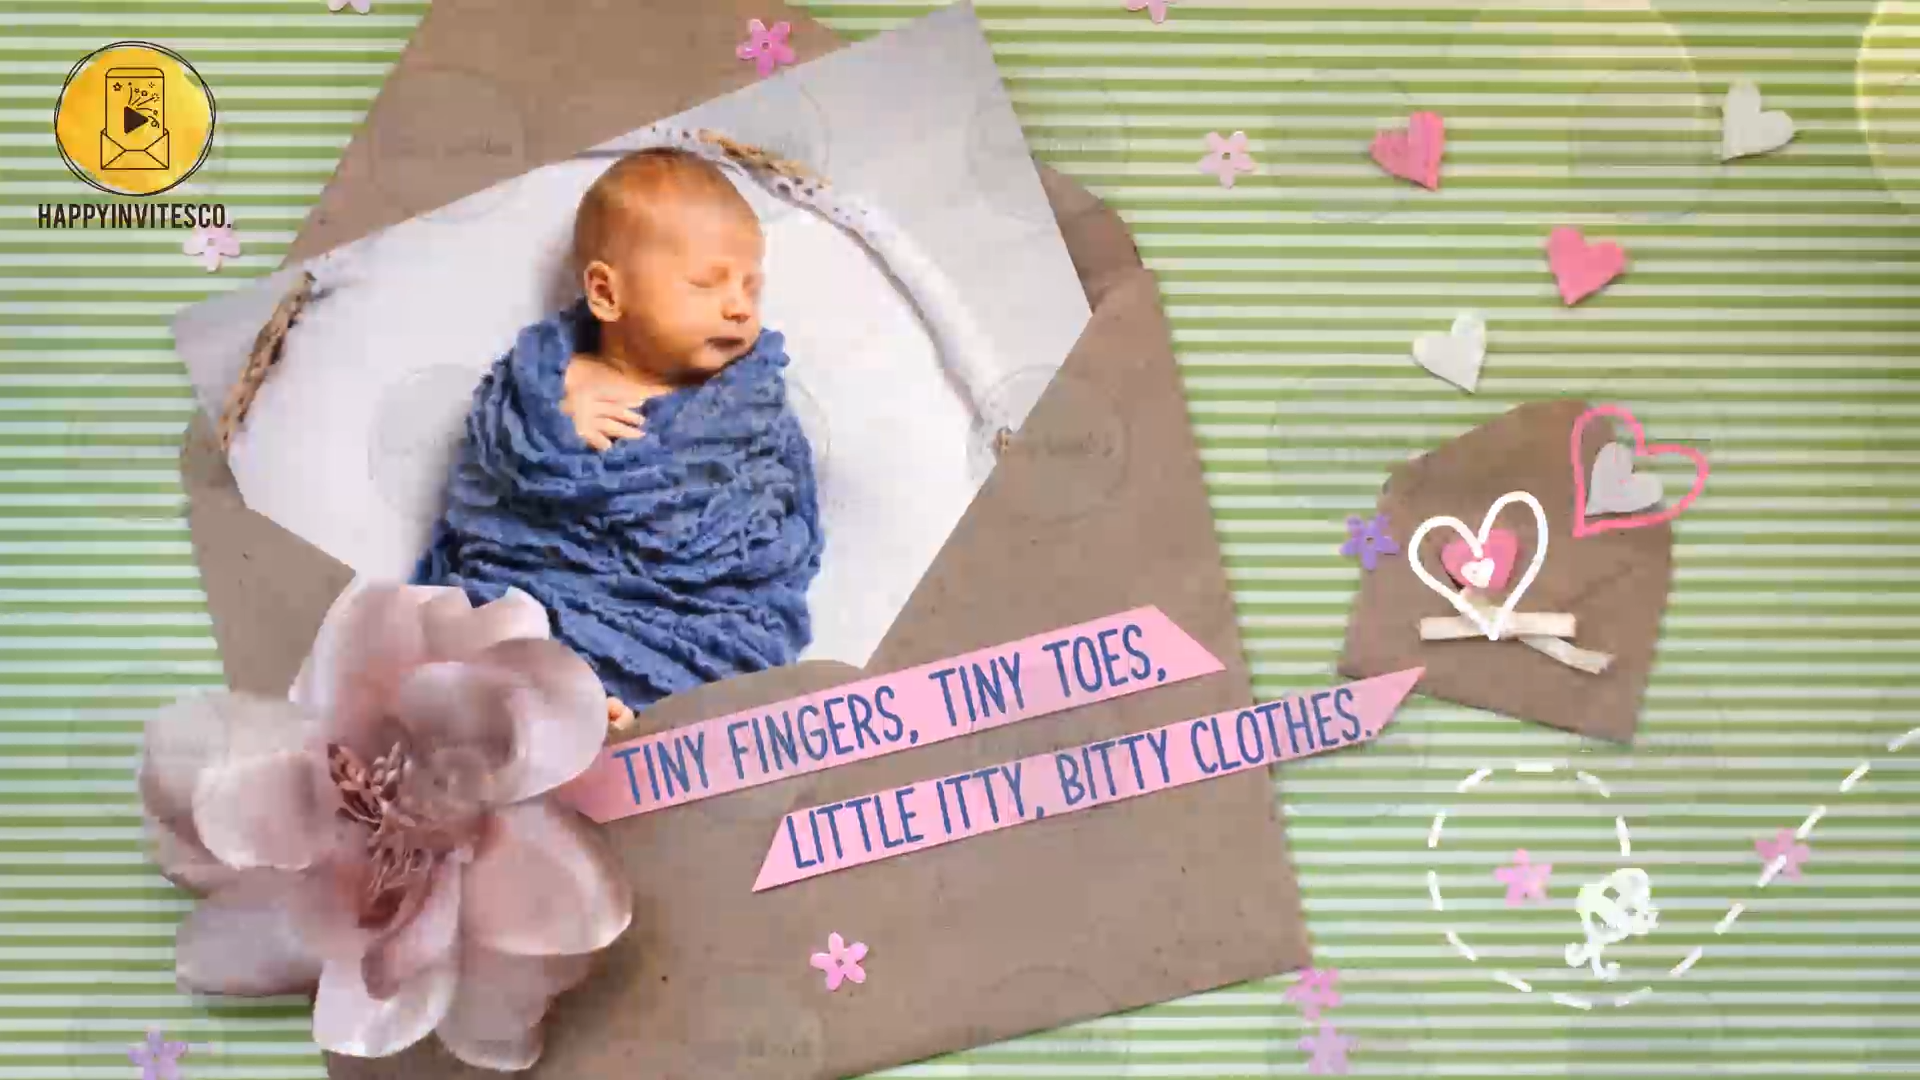 HAPPYINVITESCO.
TINY FINGERS, TINY TOES,
LITTLE ITTY, BITTY CLOTHES.